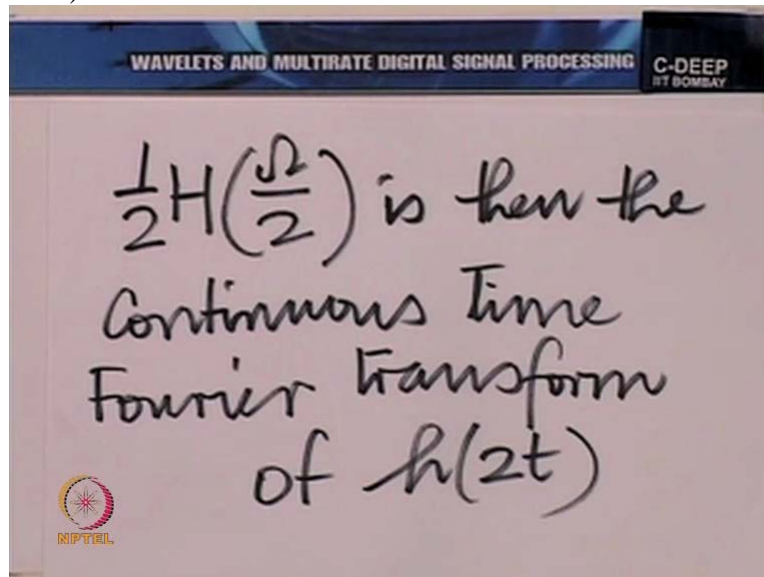 WAVELETS AND MULTIRATE DIGITAL SIGNAL PROCESSING
C-DEEP
IIT BOMBAY
½H(Ω/2) is then the
Continuous Time
Fourier transform
of h(2t)
NPTEL